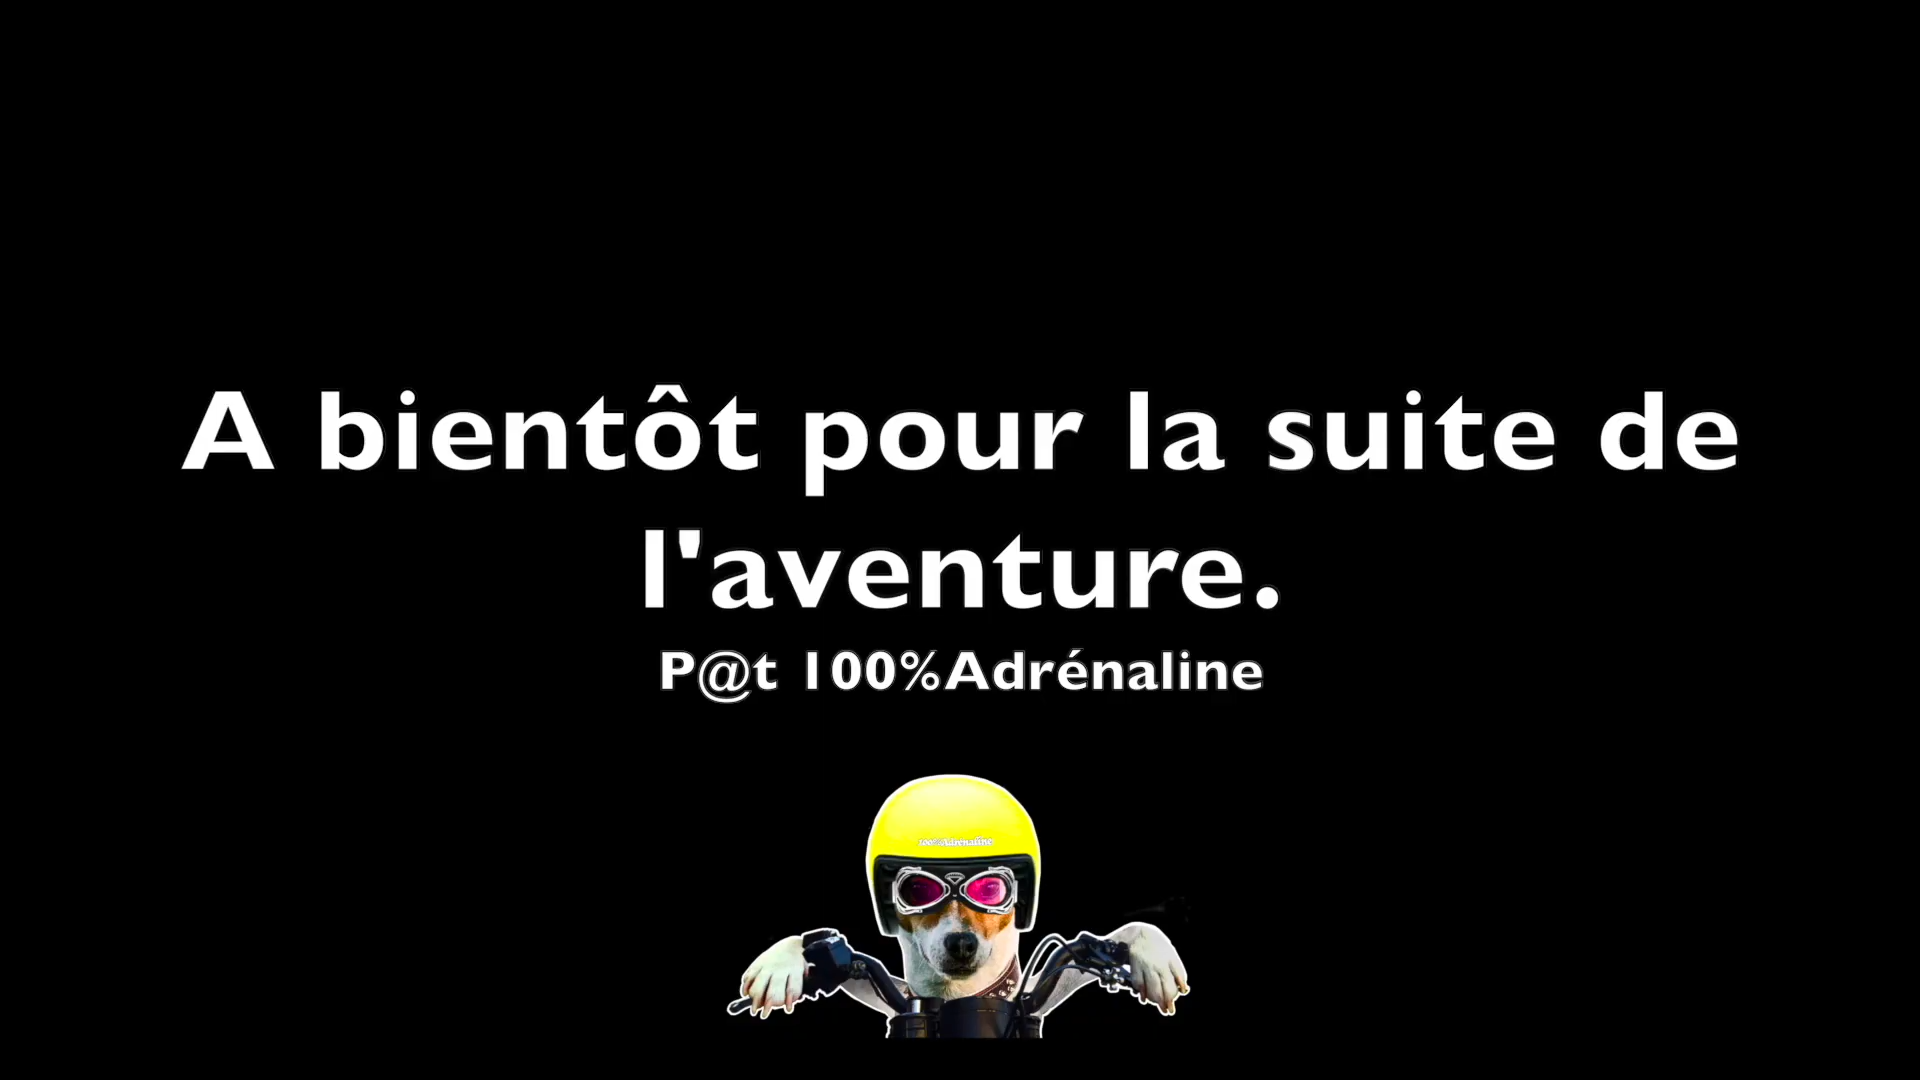 A bientôt pour la suite de
l'aventure.
P@t 100%Adrénaline
100%Adrénaline